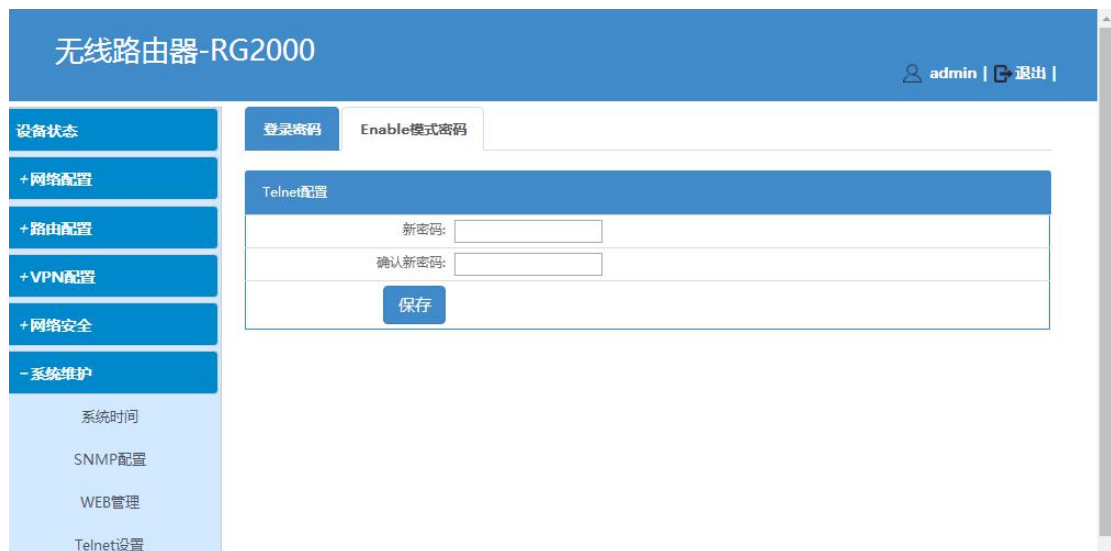 无线路由器-RG2000
admin | 退出 |
设备状态
+网络配置
+路由配置
+VPN配置
+网络安全
-系统维护
系统时间
SNMP配置
WEB管理
Telnet设置
登录密码
Enable模式密码
Telnet配置
新密码:
确认新密码:
保存